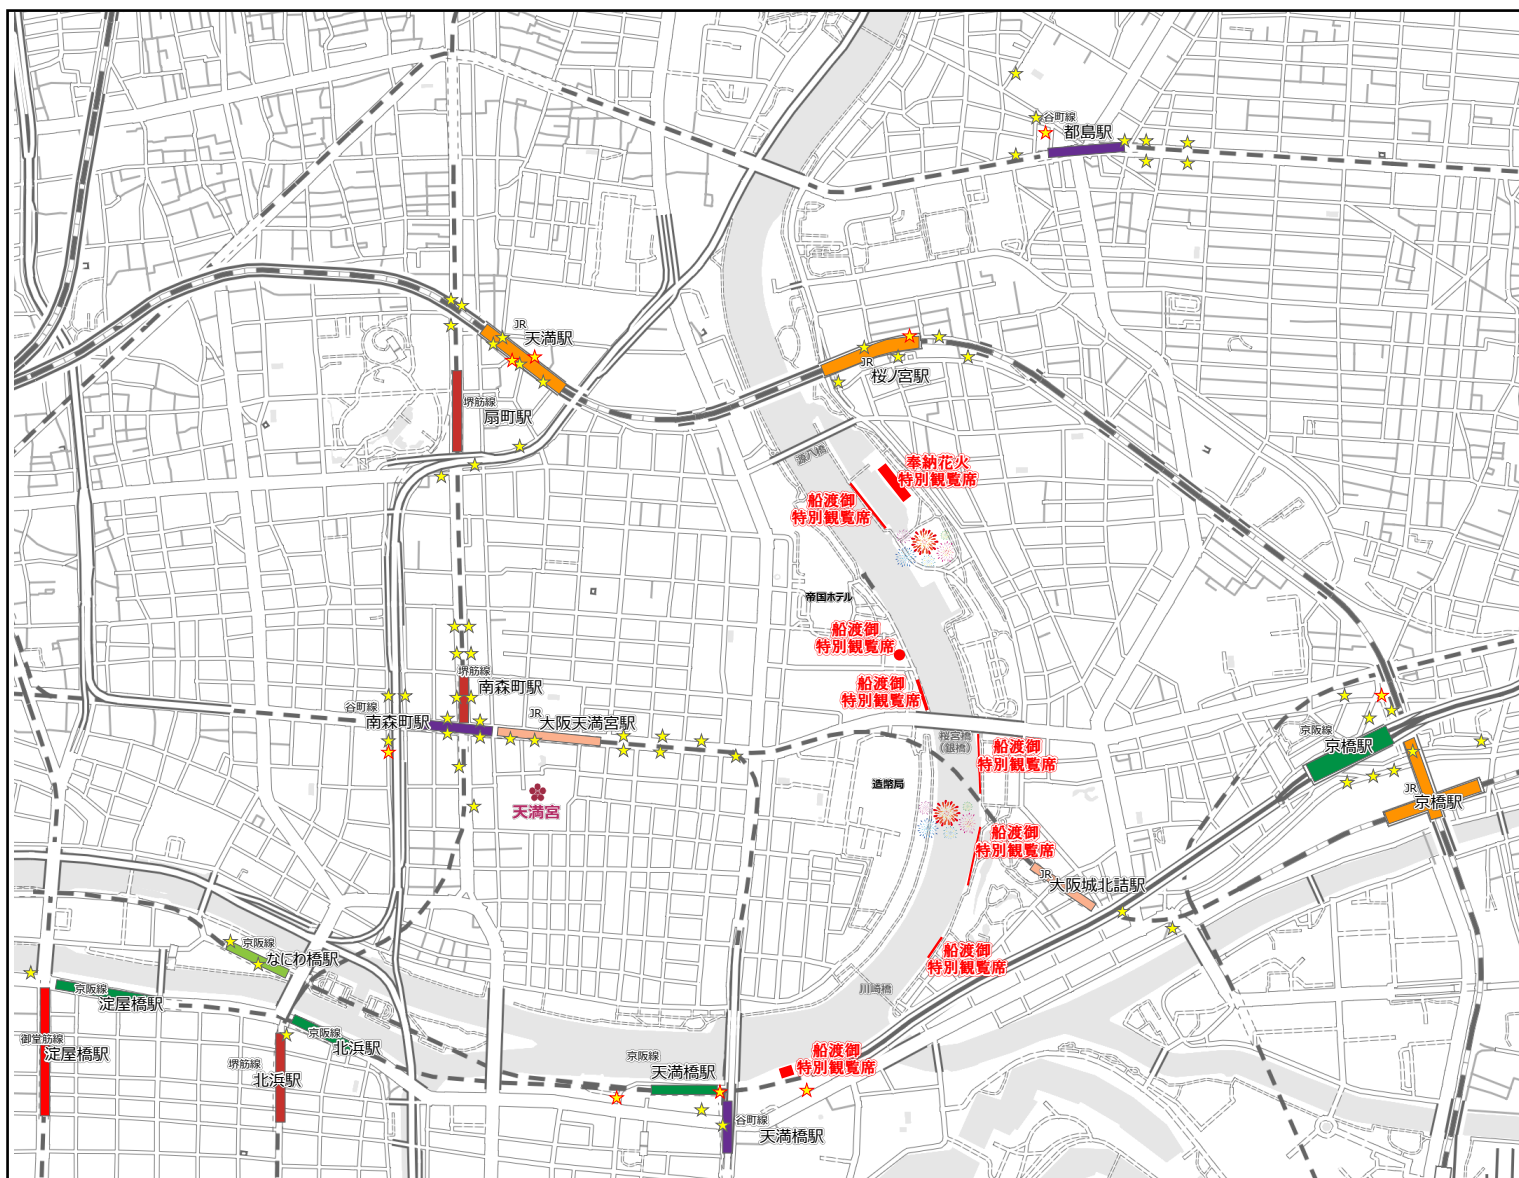 谷町線
都島駅
JR
天満駅
JR
桜ノ宮駅
堺筋線
扇町駅
源八橋
奉納花火
特別観覧席
船渡御
特別観覧席
帝国ホテル
船渡御
特別観覧席
堺筋線
南森町駅
船渡御
特別観覧席
谷町線
南森町駅
JR
大阪天満宮駅
桜宮橋
(銀橋)
船渡御
特別観覧席
京阪線
京橋駅
造幣局
JR
京橋駅
天満宮
船渡御
特別観覧席
JR
大阪城北詰駅
京阪線
なにわ橋駅
船渡御
特別観覧席
京阪線
淀屋橋駅
川崎橋
御堂筋線
淀屋橋駅
京阪線
北浜駅
堺筋線
北浜駅
京阪線
天満橋駅
船渡御
特別観覧席
谷町線
天満橋駅